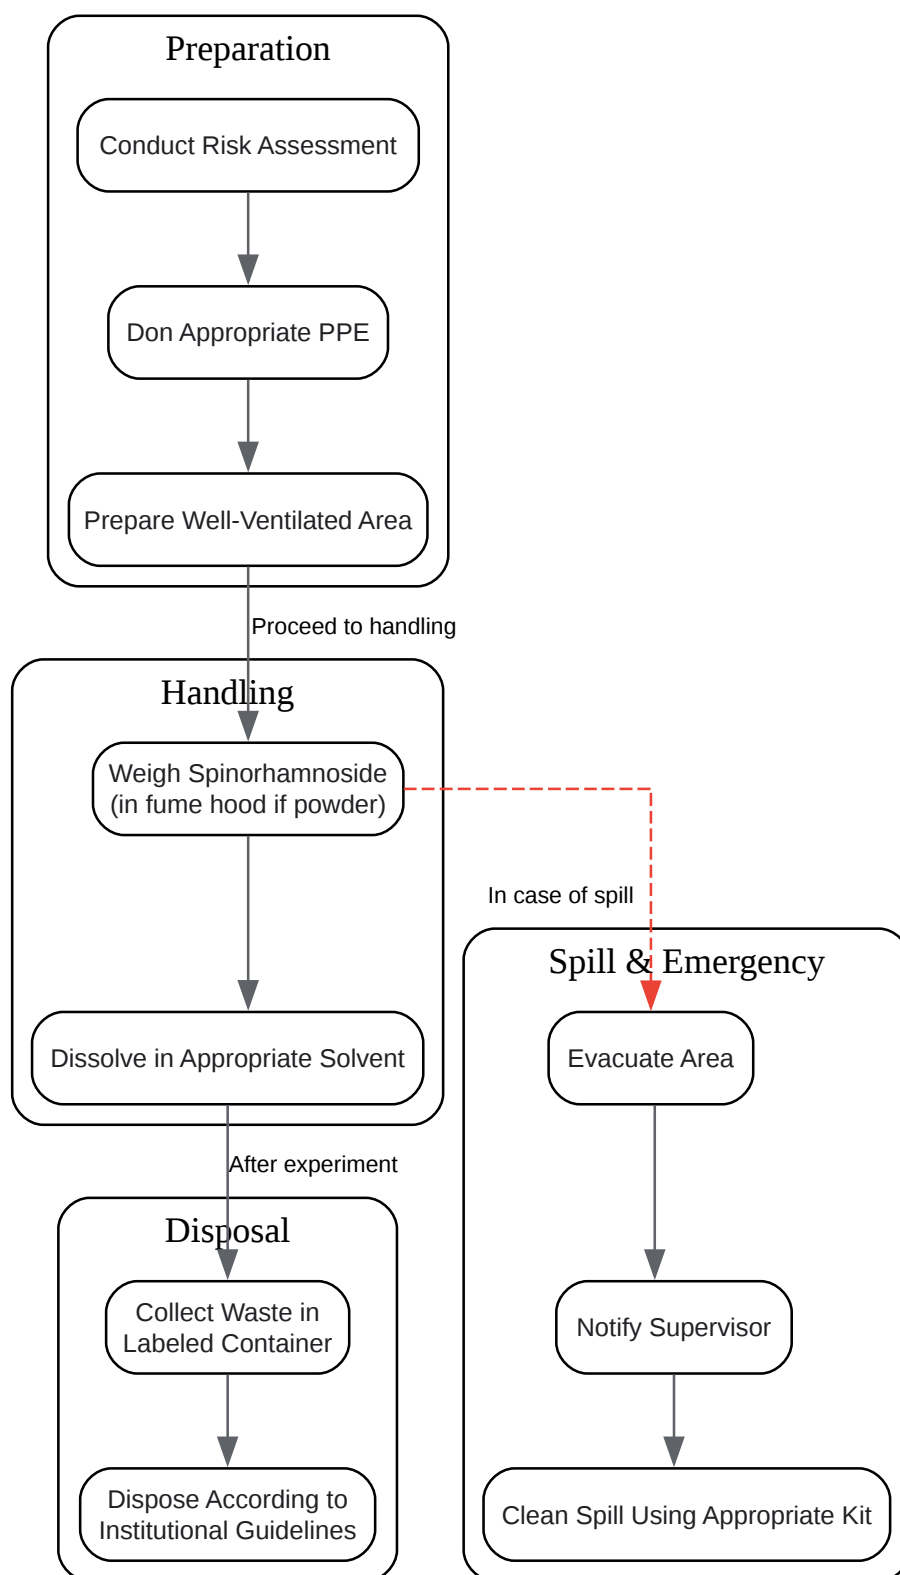 Preparation
Conduct Risk Assessment
Don Appropriate PPE
Prepare Well-Ventilated Area
Proceed to handling
Handling
Weigh Spinorhamnoside
(in fume hood if powder)
In case of spill
Spill & Emergency
Dissolve in Appropriate Solvent
Evacuate Area
After experiment
Disposal
Collect Waste in
Labeled Container
Notify Supervisor
Dispose According to
Institutional Guidelines
Clean Spill Using Appropriate Kit